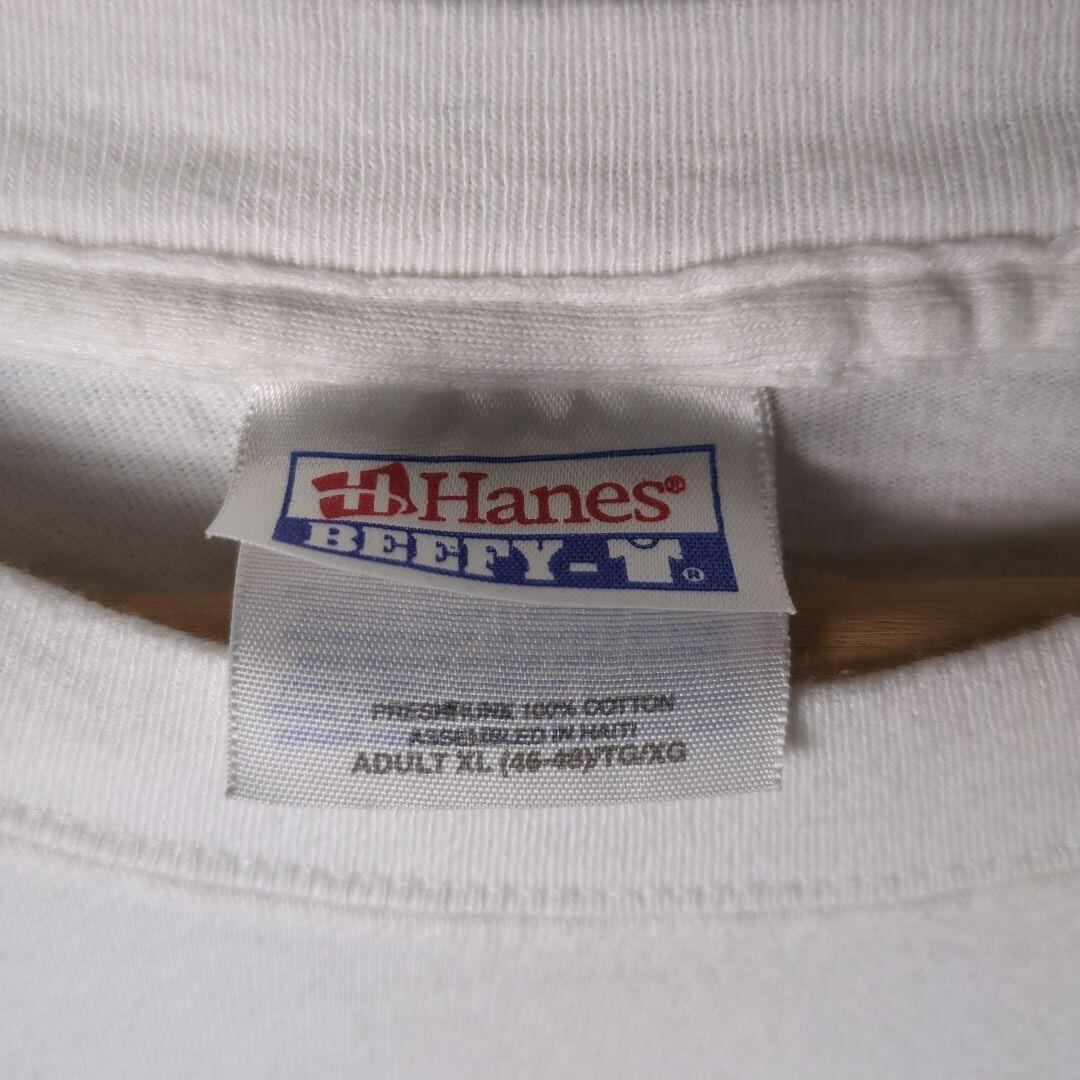 Hanes®
BEEFY-T®
PRESHRUNK 100% COTTON
ASSEMBLED IN HAITI
ADULT XL (46-48)/TG/XG